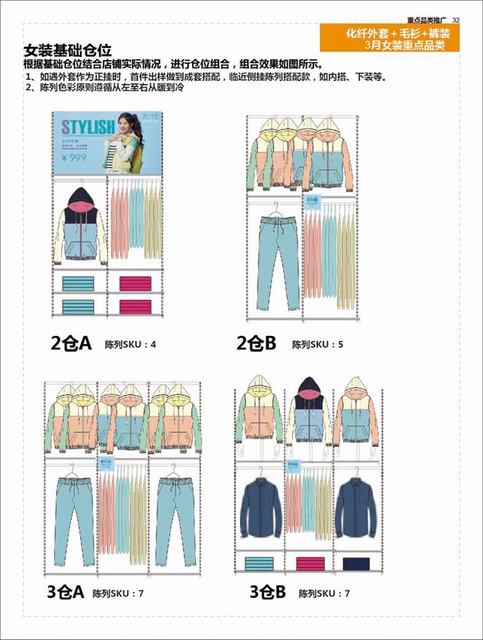 重点品类推广 32
化纤外套+毛衫+裤装
3月女装重点品类
女装基础仓位
根据基础仓位结合店铺实际情况，进行仓位组合，组合效果如图所示。
1、如遇外套作为正挂时，首件出样做到成套搭配，临近侧挂陈列搭配款，如内搭、下装等。
2、陈列色彩原则遵循从左至右从暖到冷
STYLISH
¥999
2仓A 陈列SKU：4
2仓B 陈列SKU：5
3仓A 陈列SKU：7
3仓B 陈列SKU：7